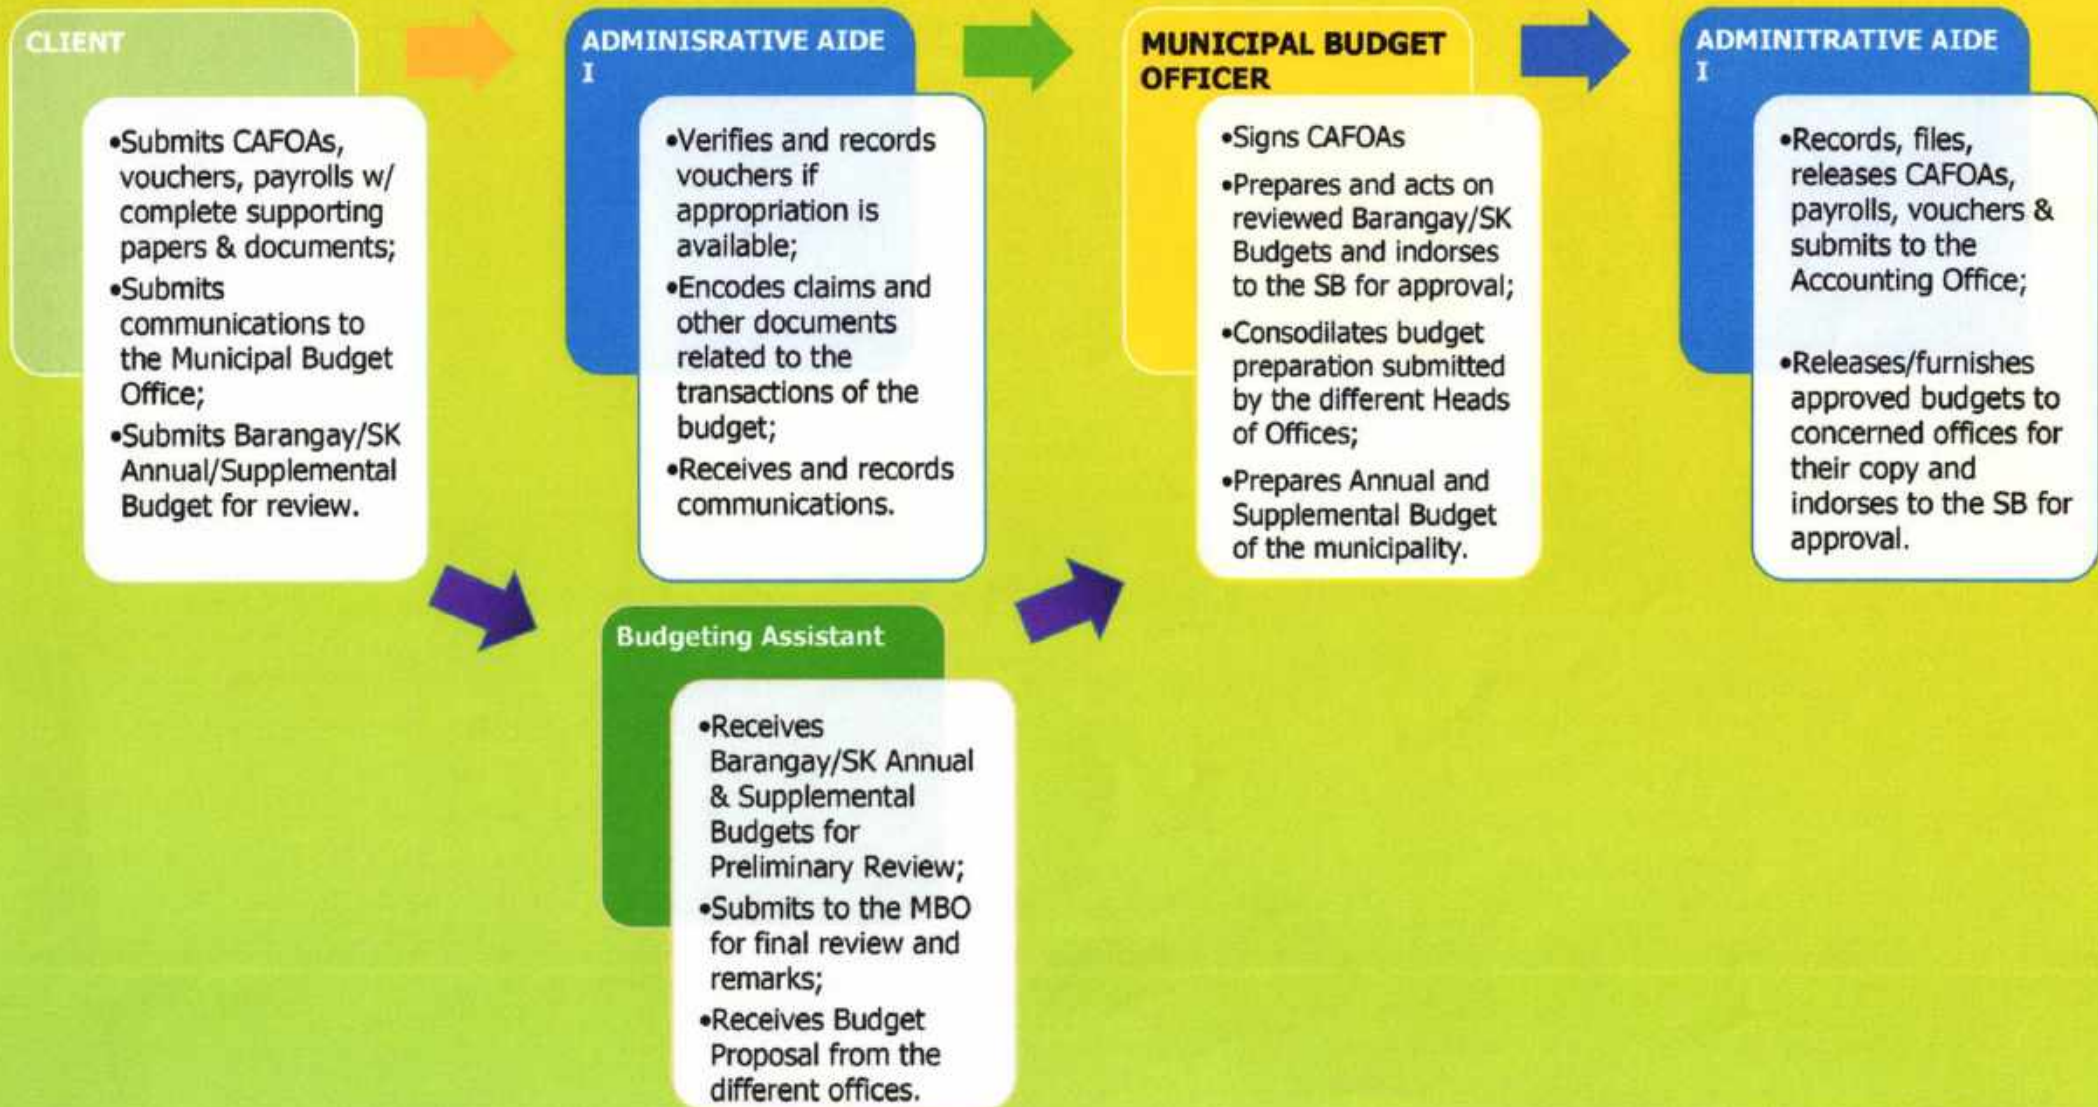 CLIENT
•Submits CAFOAs,
vouchers, payrolls w/
complete supporting
papers & documents;
•Submits
communications to
the Municipal Budget
Office;
•Submits Barangay/SK
Annual/Supplemental
Budget for review.
ADMINISRATIVE AIDE
I
•Verifies and records
vouchers if
appropriation is
available;
•Encodes claims and
other documents
related to the
transactions of the
budget;
•Receives and records
communications.
MUNICIPAL BUDGET
OFFICER
•Signs CAFOAs
•Prepares and acts on
reviewed Barangay/SK
Budgets and indorses
to the SB for approval;
•Consodilates budget
preparation submitted
by the different Heads
of Offices;
•Prepares Annual and
Supplemental Budget
of the municipality.
ADMINITRATIVE AIDE
I
•Records, files,
releases CAFOAs,
payrolls, vouchers &
submits to the
Accounting Office;
•Releases/furnishes
approved budgets to
concerned offices for
their copy and
indorses to the SB for
approval.
Budgeting Assistant
•Receives
Barangay/SK Annual
& Supplemental
Budgets for
Preliminary Review;
•Submits to the MBO
for final review and
remarks;
•Receives Budget
Proposal from the
different offices.